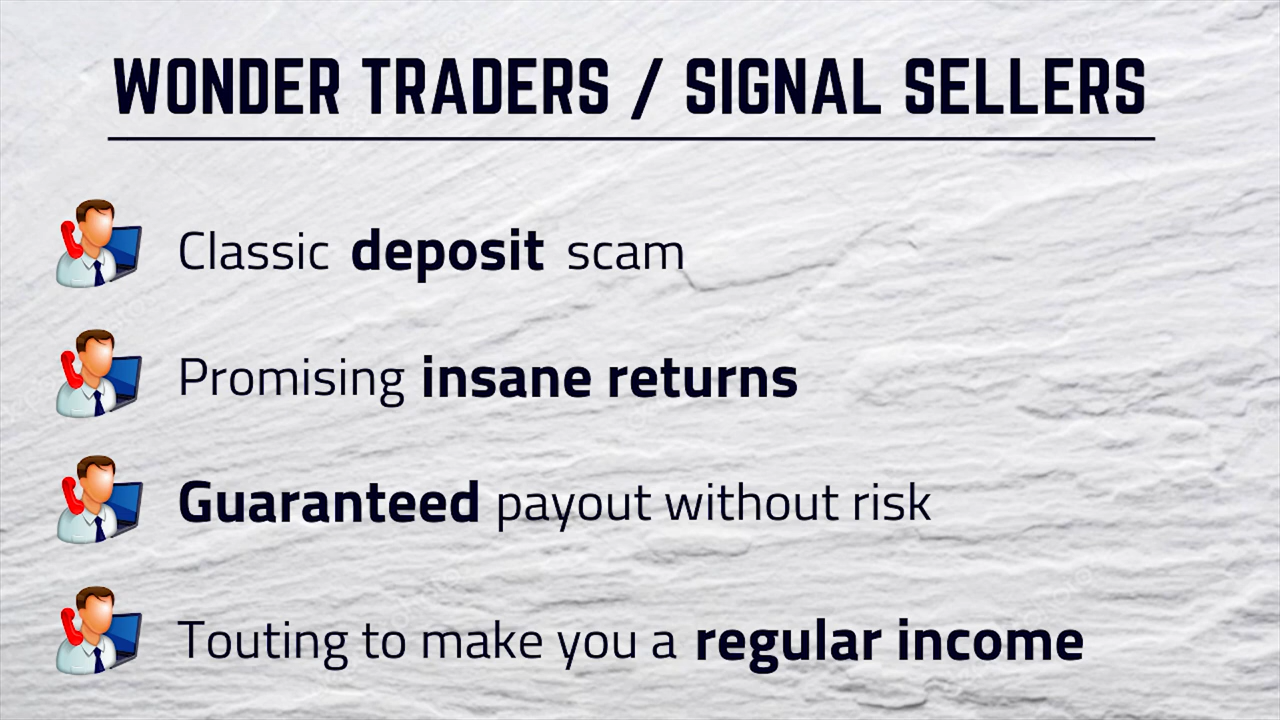 WONDER TRADERS / SIGNAL SELLERS
Classic deposit scam
Promising insane returns
Guaranteed payout without risk
Touting to make you a regular income